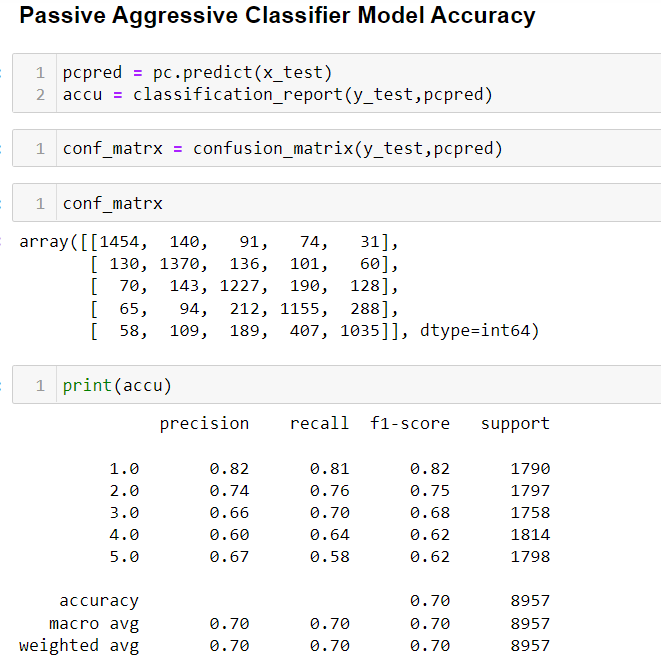 Passive Aggressive Classifier Model Accuracy
1 pcpred = pc.predict(x_test)
2 accu = classification_report(y_test,pcpred)
1 conf_matrx = confusion_matrix(y_test,pcpred)
1 conf_matrx
array([[1454, 140, 91, 74, 31],
[ 130, 1370, 136, 101, 60],
[ 70, 143, 1227, 190, 128],
[ 65, 94, 212, 1155, 288],
[ 58, 109, 189, 407, 1035]], dtype=int64)
1 print(accu)
precision recall f1-score support
1.0 0.82 0.81 0.82 1790
2.0 0.74 0.76 0.75 1797
3.0 0.66 0.70 0.68 1758
4.0 0.60 0.64 0.62 1814
5.0 0.67 0.58 0.62 1798
accuracy 0.70 8957
macro avg 0.70 0.70 0.70 8957
weighted avg 0.70 0.70 0.70 8957